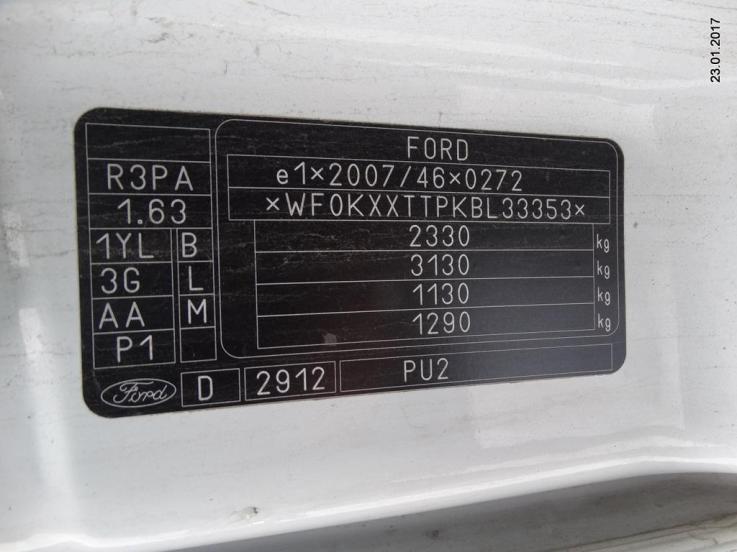 23.01.2017
FORD
e1×2007/46×0272
×WF0KXXTTPKBL33353×
2330 kg
3130 kg
1130 kg
1290 kg
R3PA
1.63
1YL B
3G L
AA M
P1
Ford D 2912 PU2